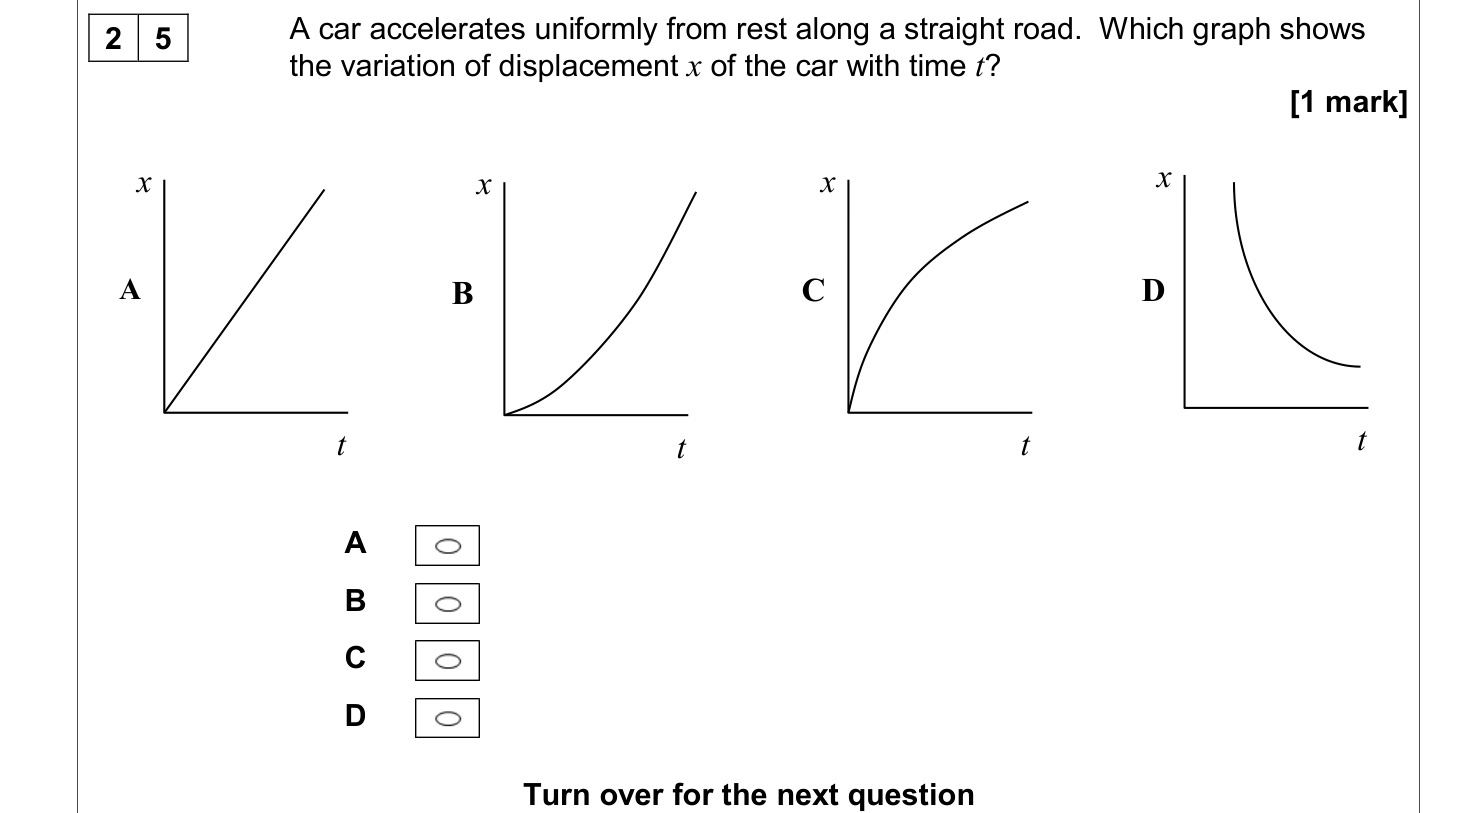 2 5
A car accelerates uniformly from rest along a straight road. Which graph shows
the variation of displacement x of the car with time t?
[1 mark]
x x x x
A B C D
t t t t
A
B
C
D
Turn over for the next question